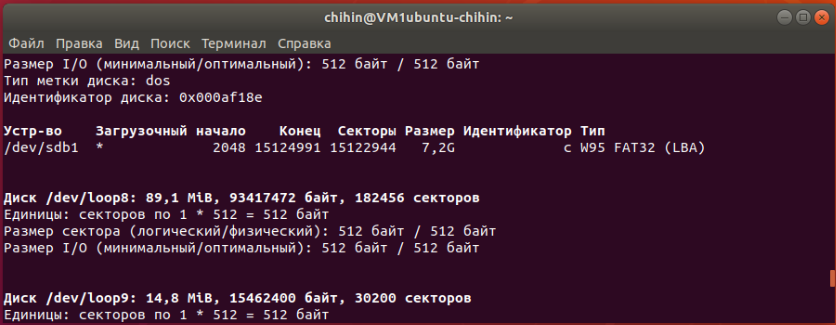 chihin@VM1ubuntu-chihin: ~
Файл Правка Вид Поиск Терминал Справка
Размер I/O (минимальный/оптимальный): 512 байт / 512 байт
Тип метки диска: dos
Идентификатор диска: 0x000af18e
Устр-во Загрузочный начало Конец Секторы Размер Идентификатор Тип
/dev/sdb1 * 2048 15124991 15122944 7,2G c W95 FAT32 (LBA)
Диск /dev/loop8: 89,1 MiB, 93417472 байт, 182456 секторов
Единицы: секторов по 1 * 512 = 512 байт
Размер сектора (логический/физический): 512 байт / 512 байт
Размер I/O (минимальный/оптимальный): 512 байт / 512 байт
Диск /dev/loop9: 14,8 MiB, 15462400 байт, 30200 секторов
Единицы: секторов по 1 * 512 = 512 байт